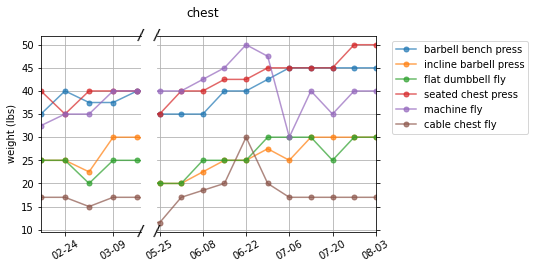 chest
weight (lbs)
50
45
40
35
30
25
20
15
10
02-24
03-09
05-25
06-08
06-22
07-06
07-20
08-03
barbell bench press
incline barbell press
flat dumbbell fly
seated chest press
machine fly
cable chest fly